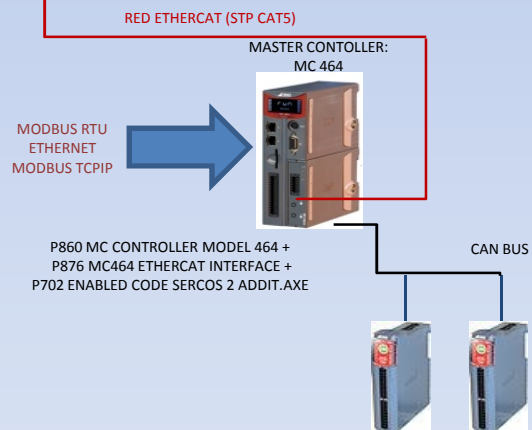 RED ETHERCAT (STP CAT5)
MASTER CONTOLLER:
MC 464
MODBUS RTU
ETHERNET
MODBUS TCPIP
P860 MC CONTROLLER MODEL 464 +
P876 MC464 ETHERCAT INTERFACE +
P702 ENABLED CODE SERCOS 2 ADDIT.AXE
CAN BUS